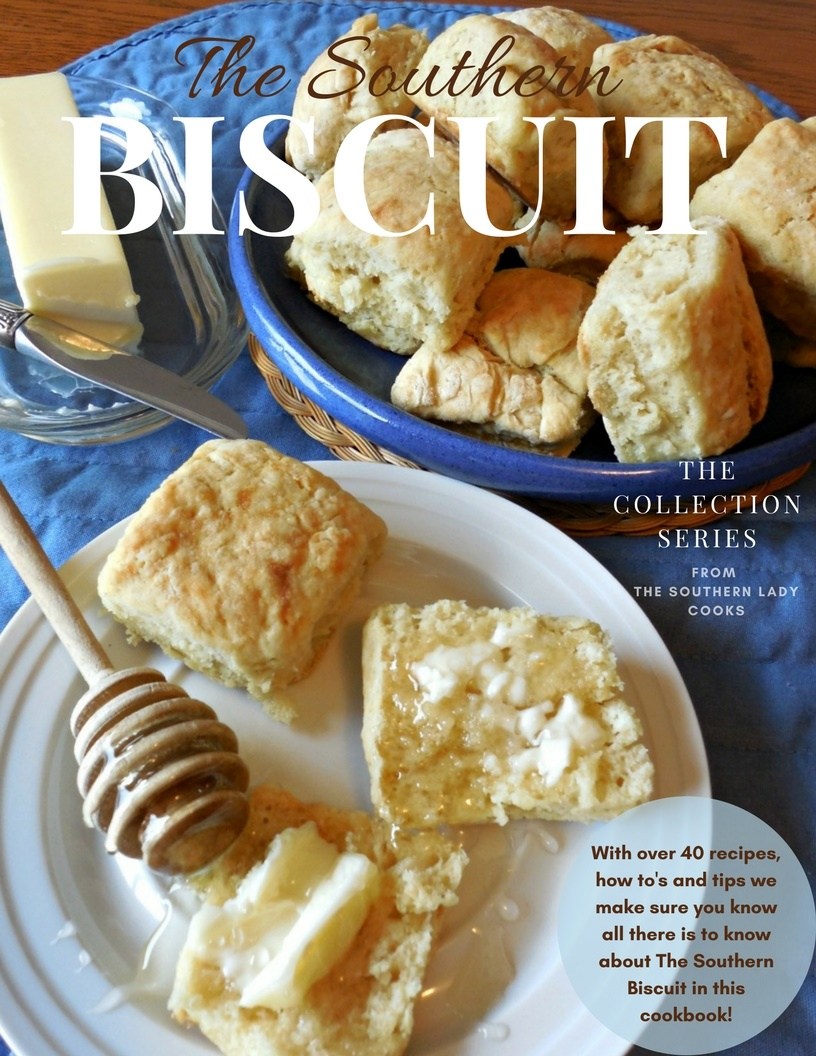 The Southern
BISCUIT
THE
COLLECTION
SERIES
FROM
THE SOUTHERN LADY
COOKS
With over 40 recipes,
how to's and tips we
make sure you know
all there is to know
about The Southern
Biscuit in this
cookbook!